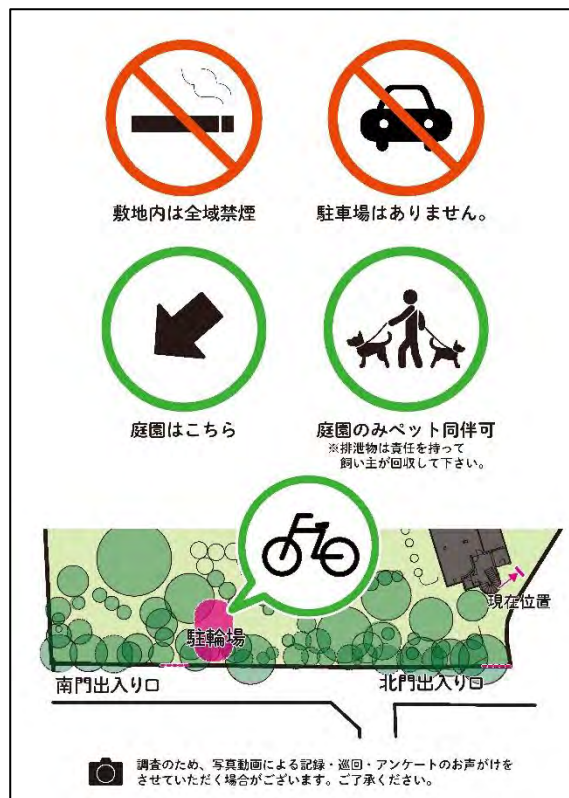 敷地内は全域禁煙
駐車場はありません。
庭園はこちら
庭園のみペット同伴可
※排泄物は責任を持って
飼い主が回収して下さい。
現在位置
駐輪場
南門出入り口
北門出入り口
調査のため、写真動画による記録・巡回・アンケートのお声がけを
させていただく場合がございます。ご了承ください。